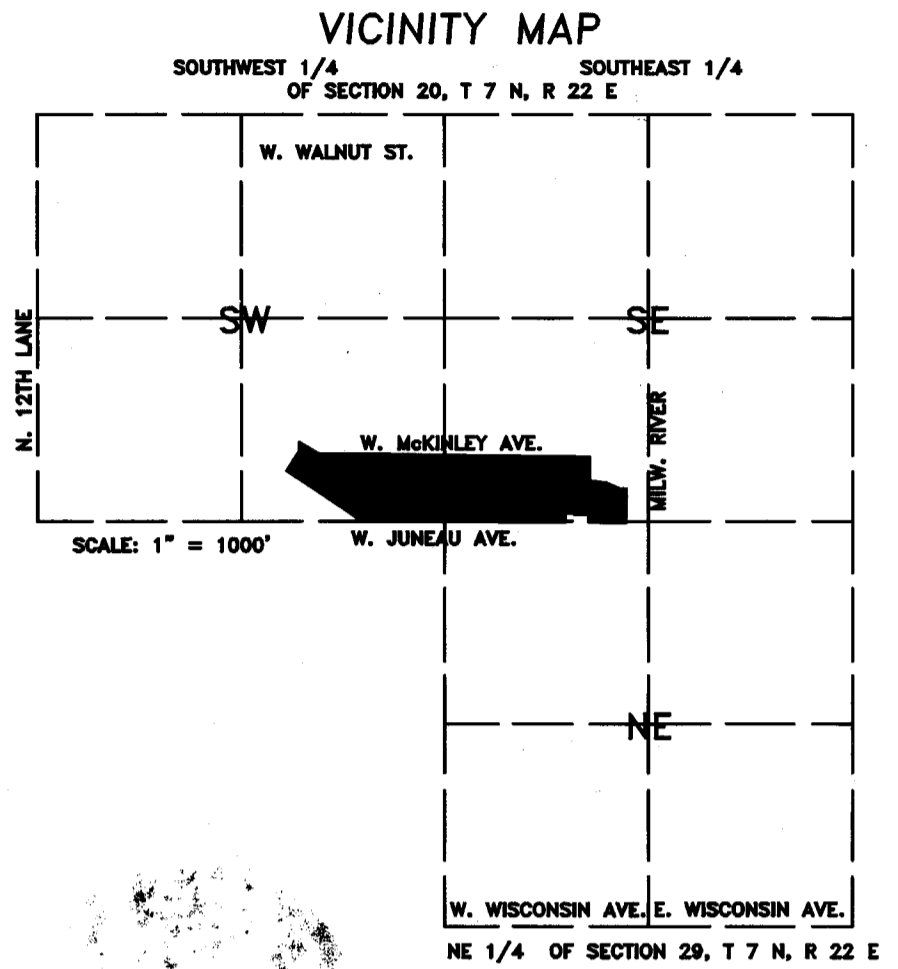 VICINITY MAP
SOUTHWEST 1/4 SOUTHEAST 1/4
OF SECTION 20, T 7 N, R 22 E
W. WALNUT ST.
N. 12TH LANE
SW
SE
MILW. RIVER
W. McKINLEY AVE.
W. JUNEAU AVE.
SCALE: 1" = 1000'
NE
W. WISCONSIN AVE. E. WISCONSIN AVE.
NE 1/4 OF SECTION 29, T 7 N, R 22 E